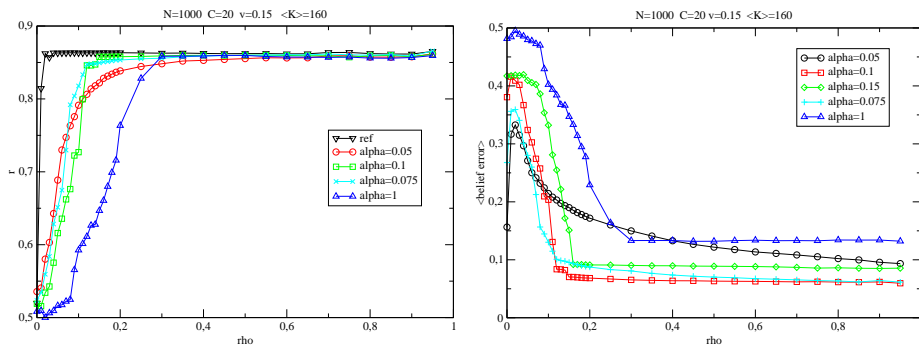 N=1000 C=20 v=0.15 <K>=160
0,9
0,8
0,7
0,6
0,5
r
0
0,2
0,4
0,6
0,8
1
rho
ref
alpha=0.05
alpha=0.1
alpha=0.075
alpha=1
N=1000 C=20 v=0.15 <K>=160
0,5
0,4
0,3
0,2
0,1
0
<belief error>
0
0,2
0,4
0,6
0,8
rho
alpha=0.05
alpha=0.1
alpha=0.15
alpha=0.075
alpha=1